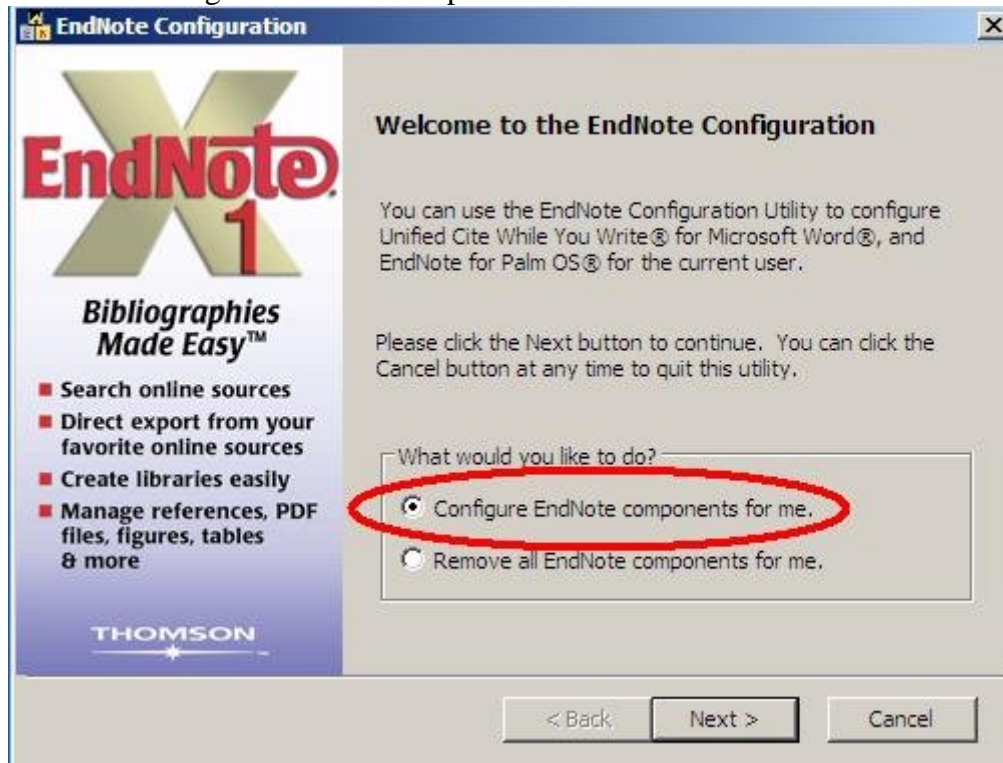 EndNote Configuration
EndNote
X
1
Bibliographies
Made Easy™
■ Search online sources
■ Direct export from your
favorite online sources
■ Create libraries easily
■ Manage references, PDF
files, figures, tables
& more
THOMSON
Welcome to the EndNote Configuration
You can use the EndNote Configuration Utility to configure
Unified Cite While You Write® for Microsoft Word®, and
EndNote for Palm OS® for the current user.
Please click the Next button to continue.  You can click the
Cancel button at any time to quit this utility.
What would you like to do?
Configure EndNote components for me.
Remove all EndNote components for me.
< Back
Next >
Cancel